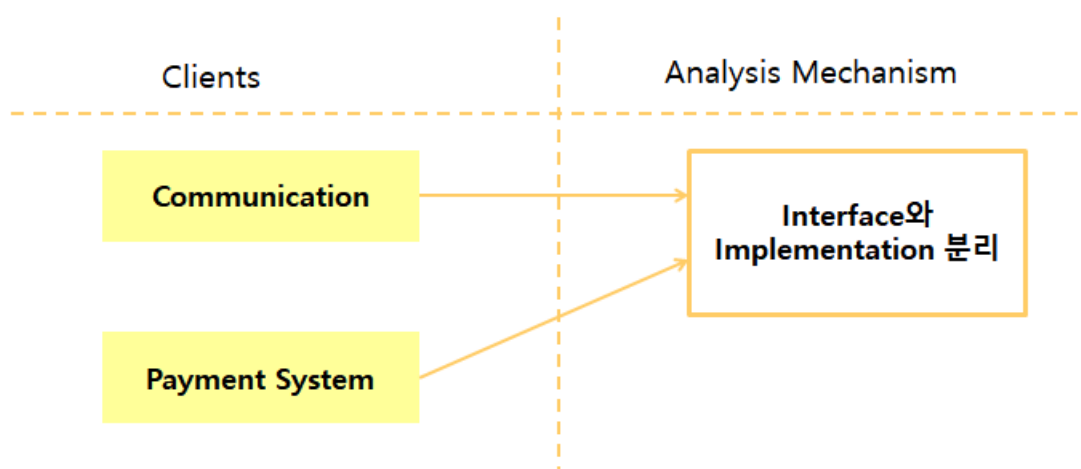 Clients
Analysis Mechanism
Communication
Interface와
Implementation 분리
Payment System